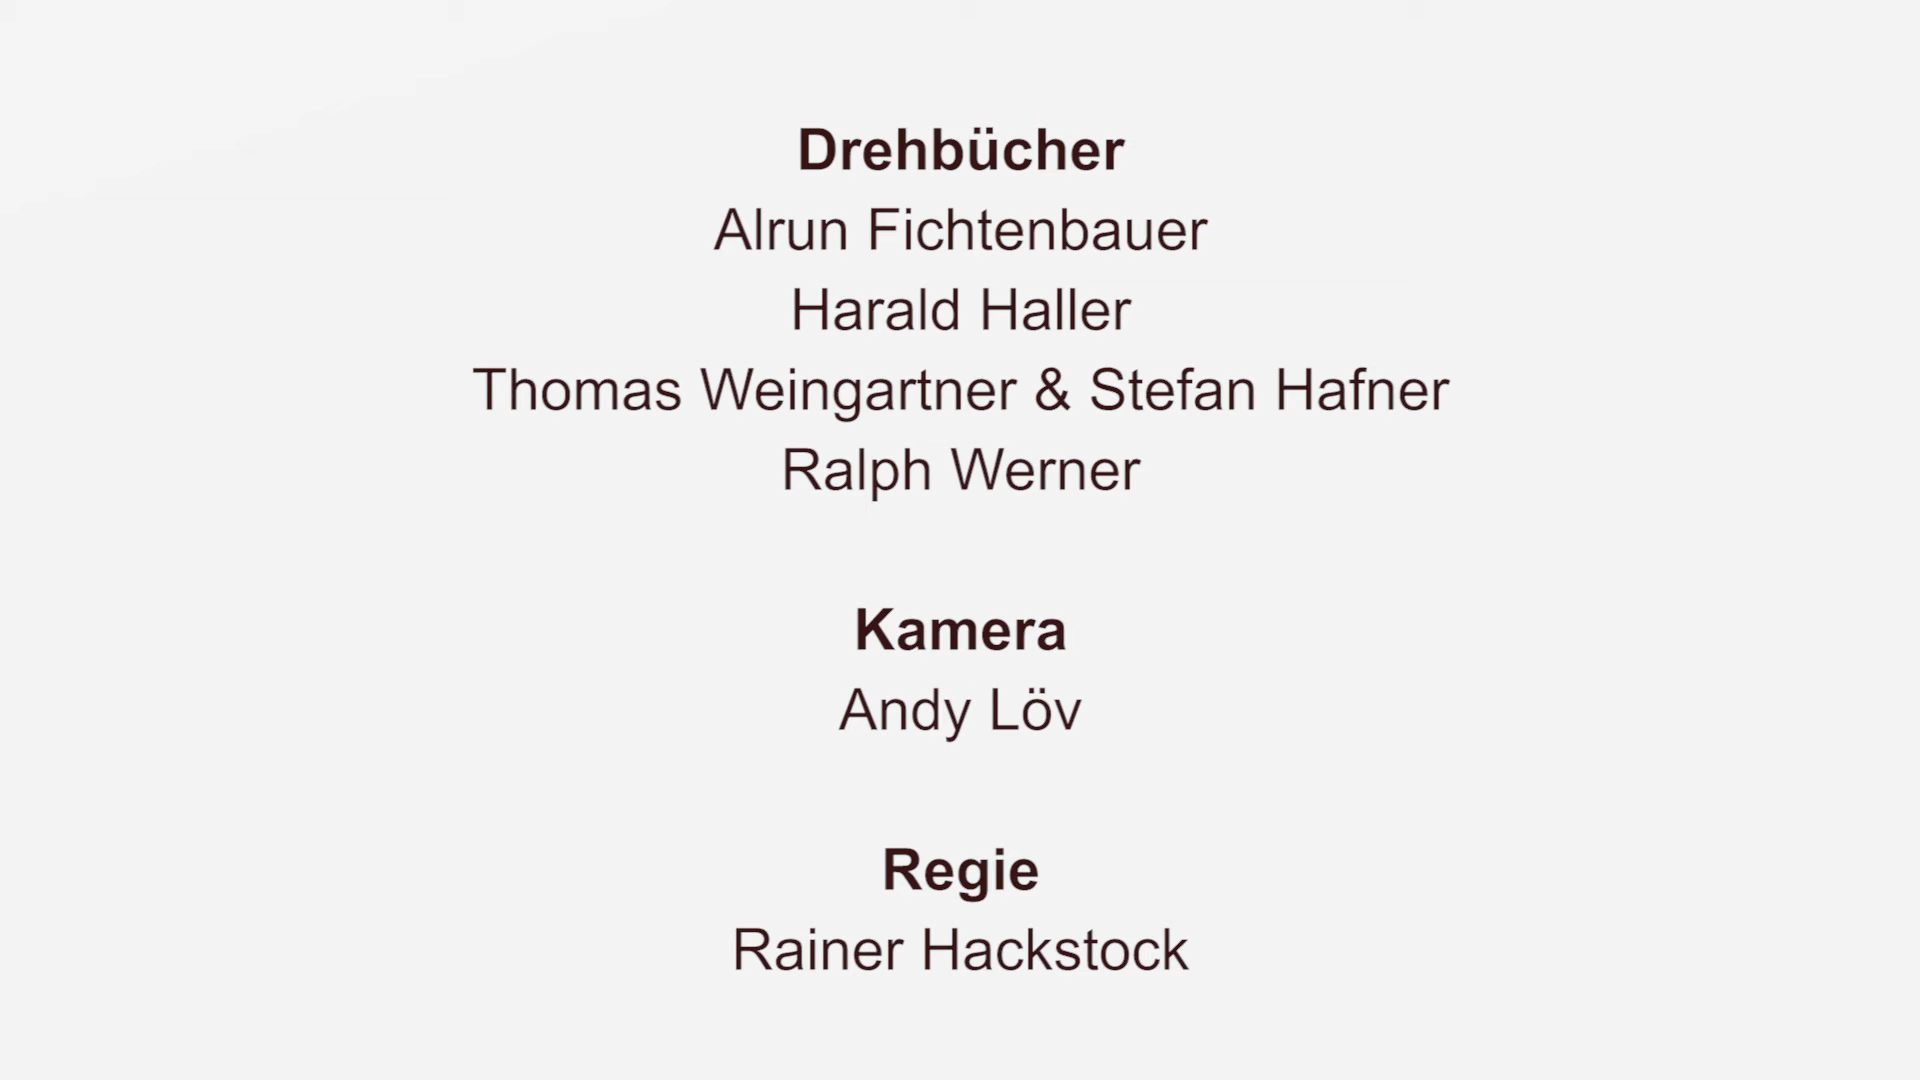 Drehbücher
Alrun Fichtenbauer
Harald Haller
Thomas Weingartner & Stefan Hafner
Ralph Werner
Kamera
Andy Löv
Regie
Rainer Hackstock